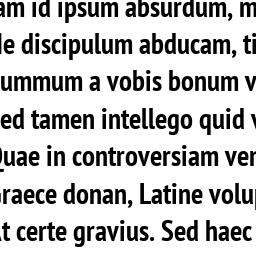 am id ipsum absurdum, m
de discipulum abducam, ti
ummum a vobis bonum v
ed tamen intellego quid v
Quae in controversiam ver
raece donan, Latine volup
t certe gravius. Sed haec